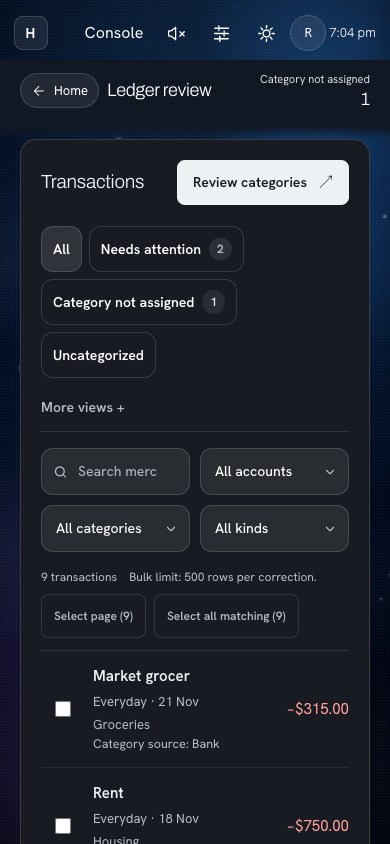 H
Console
R
7:04 pm
← Home
Ledger review
Category not assigned
1
Transactions
Review categories
All
Needs attention 2
Category not assigned 1
Uncategorized
More views +
Search merc
All accounts
All categories
All kinds
9 transactions Bulk limit: 500 rows per correction.
Select page (9)
Select all matching (9)
Market grocer
Everyday · 21 Nov
Groceries
Category source: Bank
−$315.00
Rent
Everyday · 18 Nov
Housing
−$750.00